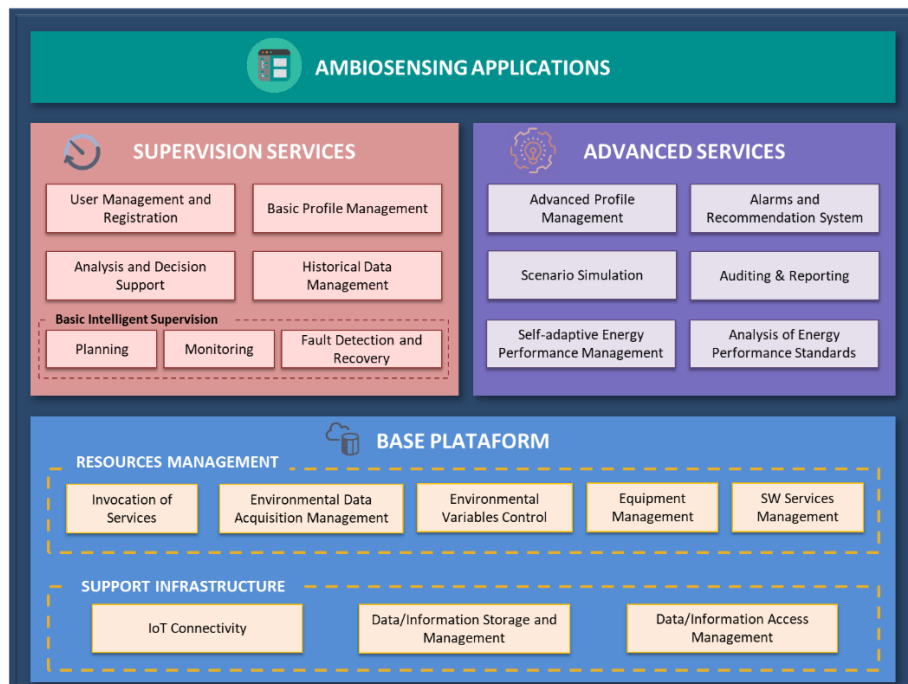 AMBIOSENSING APPLICATIONS
SUPERVISION SERVICES
User Management and
Registration
Basic Profile Management
Analysis and Decision
Support
Historical Data
Management
Basic Intelligent Supervision
Planning
Monitoring
Fault Detection and
Recovery
ADVANCED SERVICES
Advanced Profile
Management
Alarms and
Recommendation System
Scenario Simulation
Auditing & Reporting
Self-adaptive Energy
Performance Management
Analysis of Energy
Performance Standards
BASE PLATAFORM
RESOURCES MANAGEMENT
Invocation of
Services
Environmental Data
Acquisition Management
Environmental
Variables Control
Equipment
Management
SW Services
Management
SUPPORT INFRASTRUCTURE
IoT Connectivity
Data/Information Storage and
Management
Data/Information Access
Management